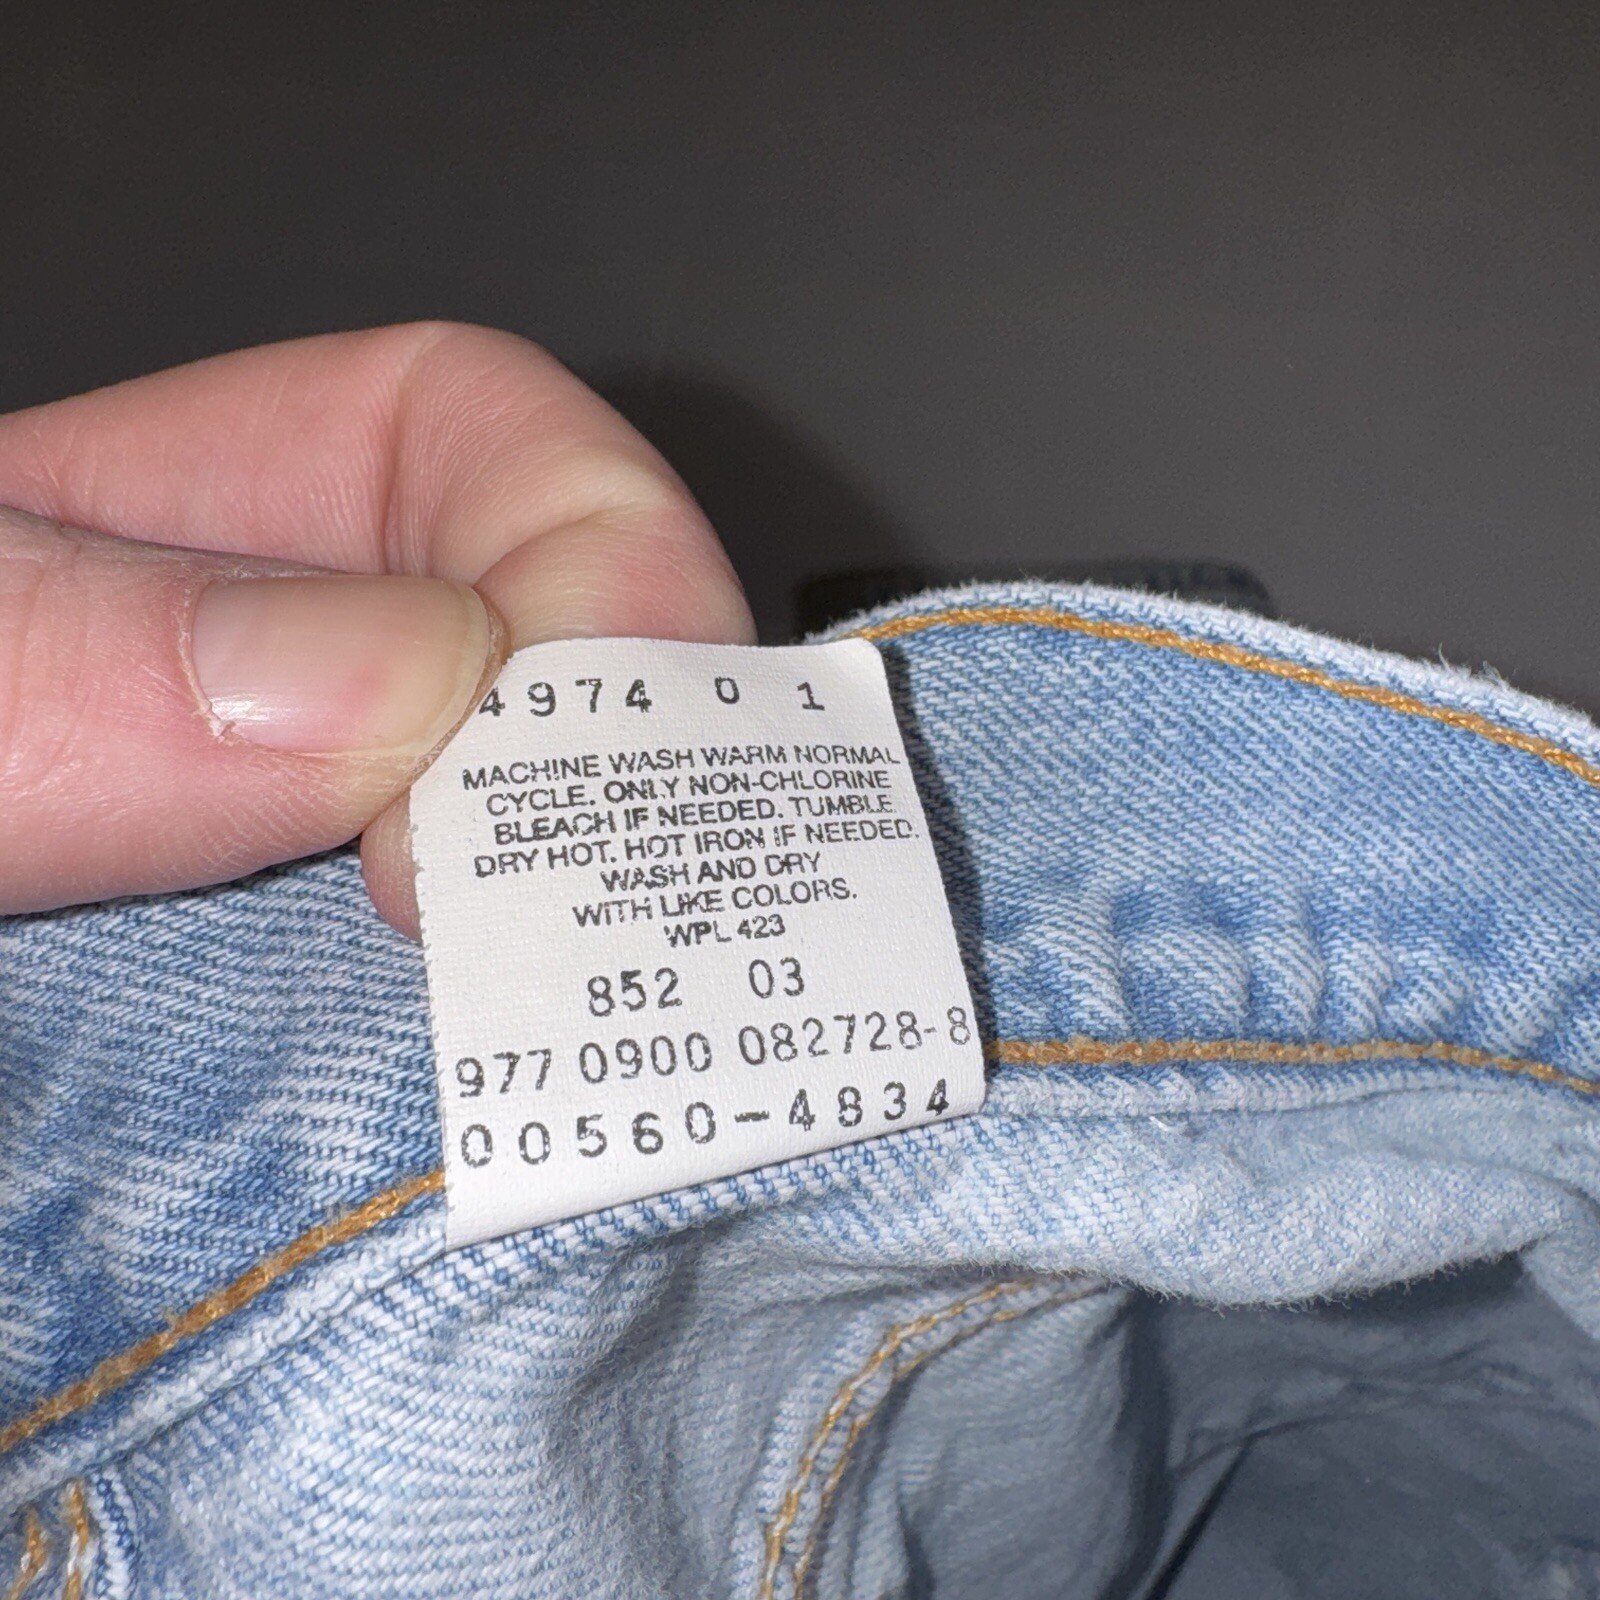 4974 0 1
MACHINE WASH WARM NORMAL
CYCLE. ONLY NON-CHLORINE
BLEACH IF NEEDED. TUMBLE
DRY HOT. HOT IRON IF NEEDED.
WASH AND DRY
WITH LIKE COLORS.
WPL 423
852 03
977 0900 082728-8
00560-4834